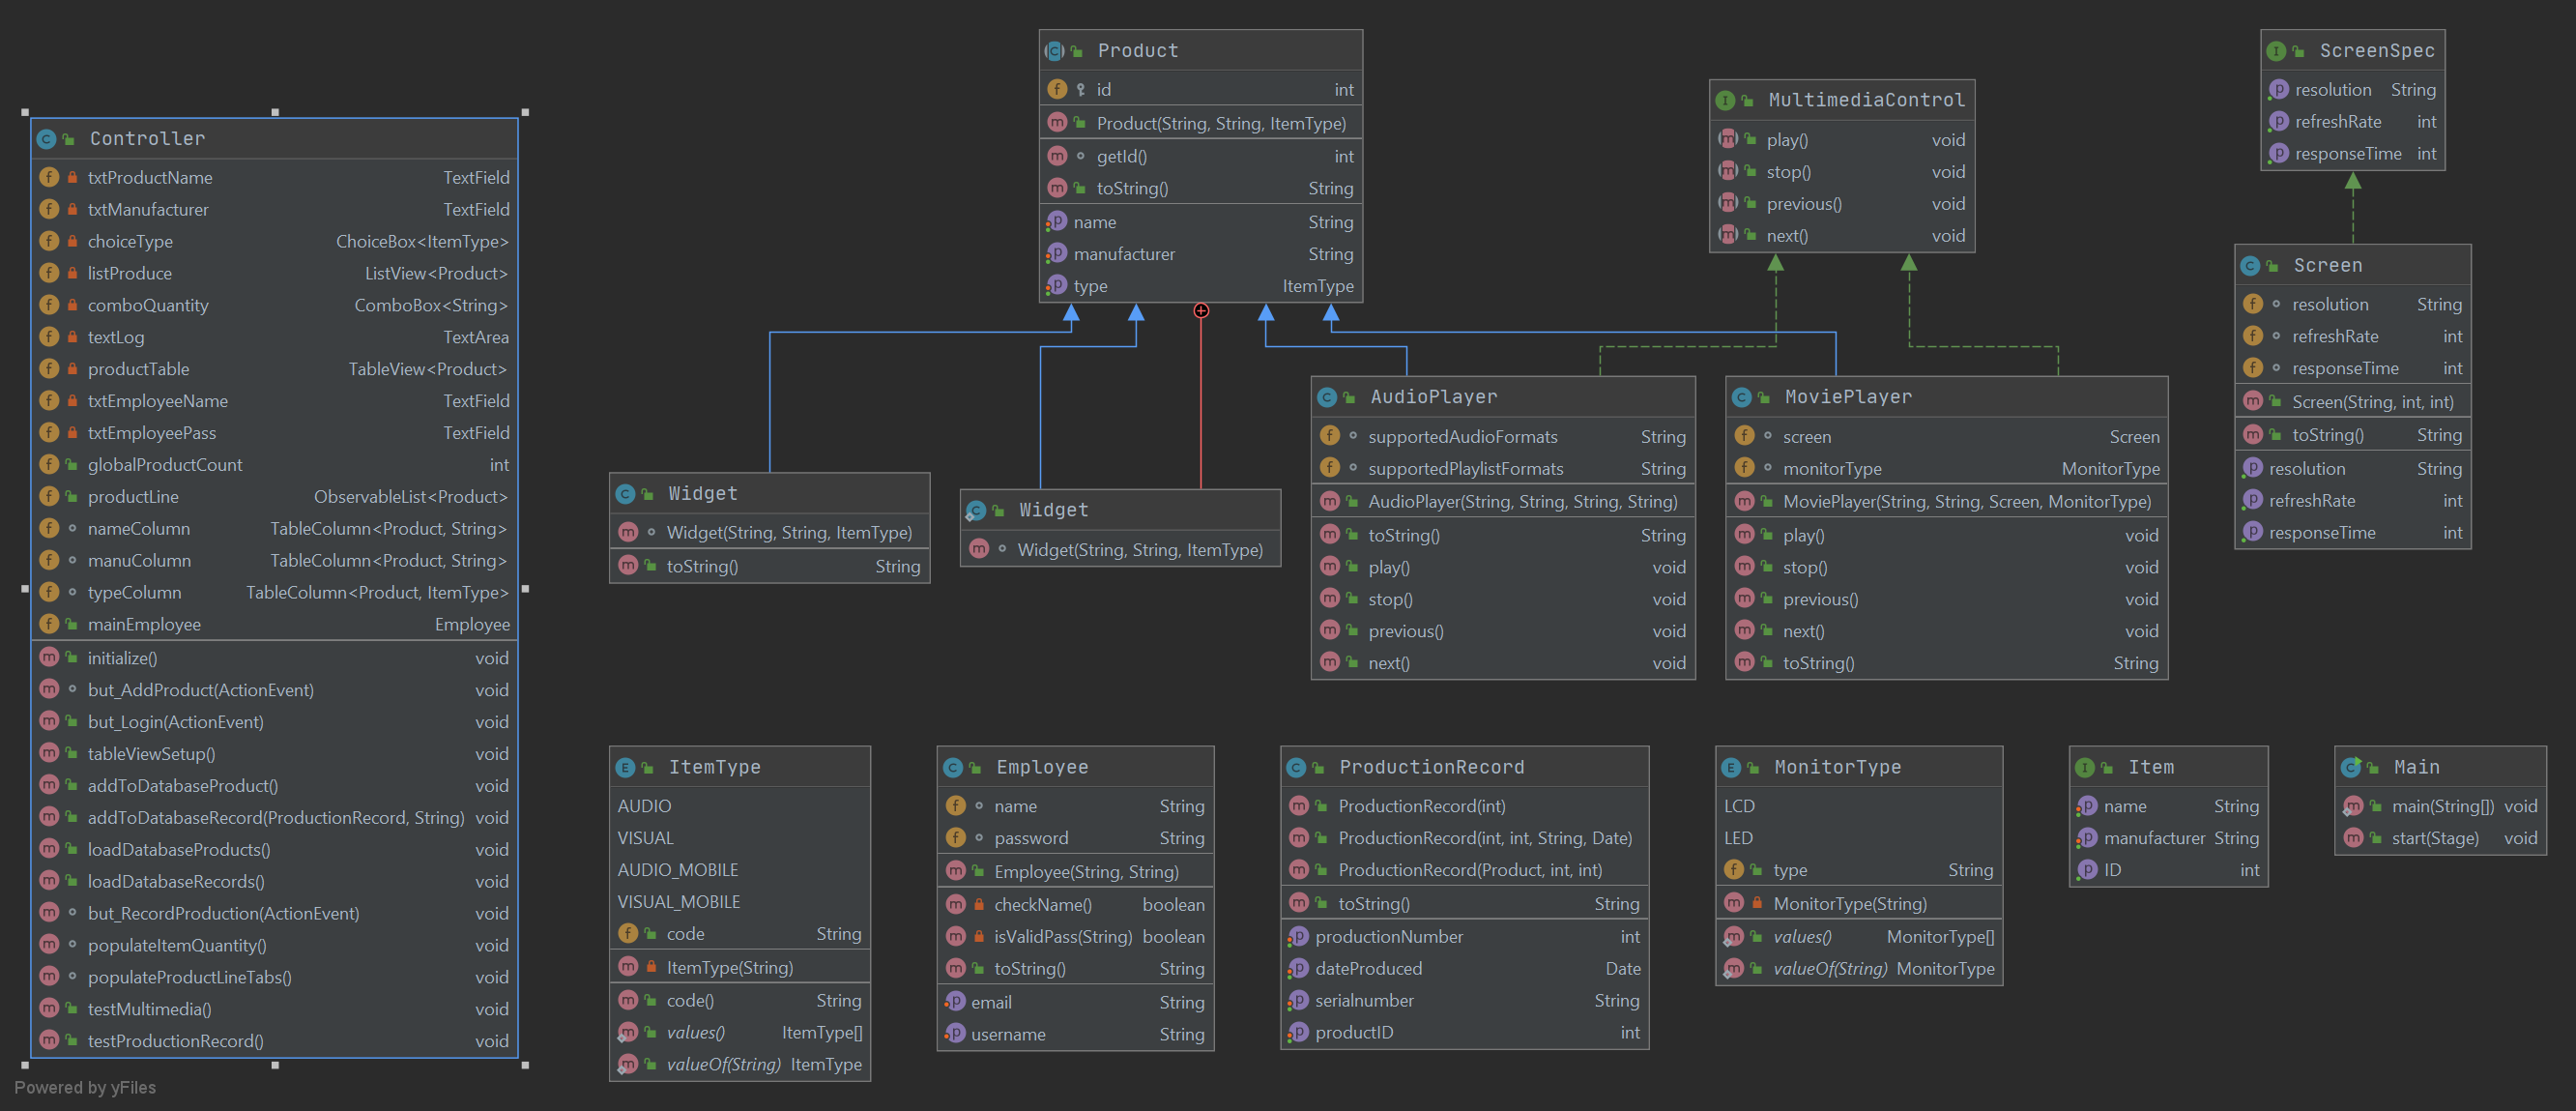 Controller
txtProductName TextField
txtManufacturer TextField
choiceType ChoiceBox<ItemType>
listProduce ListView<Product>
comboQuantity ComboBox<String>
textLog TextArea
productTable TableView<Product>
txtEmployeeName TextField
txtEmployeePass TextField
globalProductCount int
productLine ObservableList<Product>
nameColumn TableColumn<Product, String>
manuColumn TableColumn<Product, String>
typeColumn TableColumn<Product, ItemType>
mainEmployee Employee
initialize() void
but_AddProduct(ActionEvent) void
but_Login(ActionEvent) void
tableViewSetup() void
addToDatabaseProduct() void
addToDatabaseRecord(ProductionRecord, String) void
loadDatabaseProducts() void
loadDatabaseRecords() void
but_RecordProduction(ActionEvent) void
populateItemQuantity() void
populateProductLineTabs() void
testMultimedia() void
testProductionRecord() void
Product
id int
Product(String, String, ItemType)
getId() int
toString() String
name String
manufacturer String
type ItemType
MultimediaControl
play() void
stop() void
previous() void
next() void
ScreenSpec
resolution String
refreshRate int
responseTime int
Screen
resolution String
refreshRate int
responseTime int
Screen(String, int, int)
toString() String
resolution String
refreshRate int
responseTime int
Widget
Widget(String, String, ItemType)
toString() String
Widget
Widget(String, String, ItemType)
AudioPlayer
supportedAudioFormats String
supportedPlaylistFormats String
AudioPlayer(String, String, String, String)
toString() String
play() void
stop() void
previous() void
next() void
MoviePlayer
screen Screen
monitorType MonitorType
MoviePlayer(String, String, Screen, MonitorType)
play() void
stop() void
previous() void
next() void
toString() String
ItemType
AUDIO
VISUAL
AUDIO_MOBILE
VISUAL_MOBILE
code String
ItemType(String)
code() String
values() ItemType[]
valueOf(String) ItemType
Employee
name String
password String
Employee(String, String)
checkName() boolean
isValidPass(String) boolean
toString() String
email String
username String
ProductionRecord
ProductionRecord(int)
ProductionRecord(int, int, String, Date)
ProductionRecord(Product, int, int)
toString() String
productionNumber int
dateProduced Date
serialnumber String
productID int
MonitorType
LCD
LED
type String
MonitorType(String)
values() MonitorType[]
valueOf(String) MonitorType
Item
name String
manufacturer String
ID int
Main
main(String[]) void
start(Stage) void
Powered by yFiles